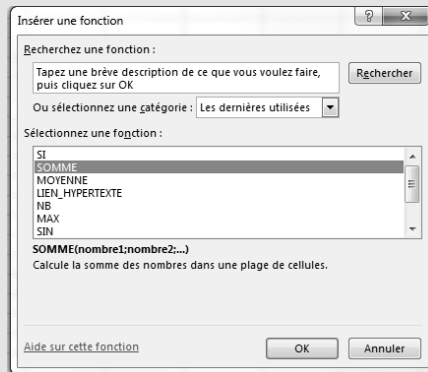 Insérer une fonction
Recherchez une fonction :
Tapez une brève description de ce que vous voulez faire,
puis cliquez sur OK
Rechercher
Ou sélectionnez une catégorie : Les dernières utilisées
Sélectionnez une fonction :
SI
SOMME
MOYENNE
LIEN_HYPERTEXTE
NB
MAX
SIN
SOMME(nombre1;nombre2;...)
Calcule la somme des nombres dans une plage de cellules.
Aide sur cette fonction
OK
Annuler